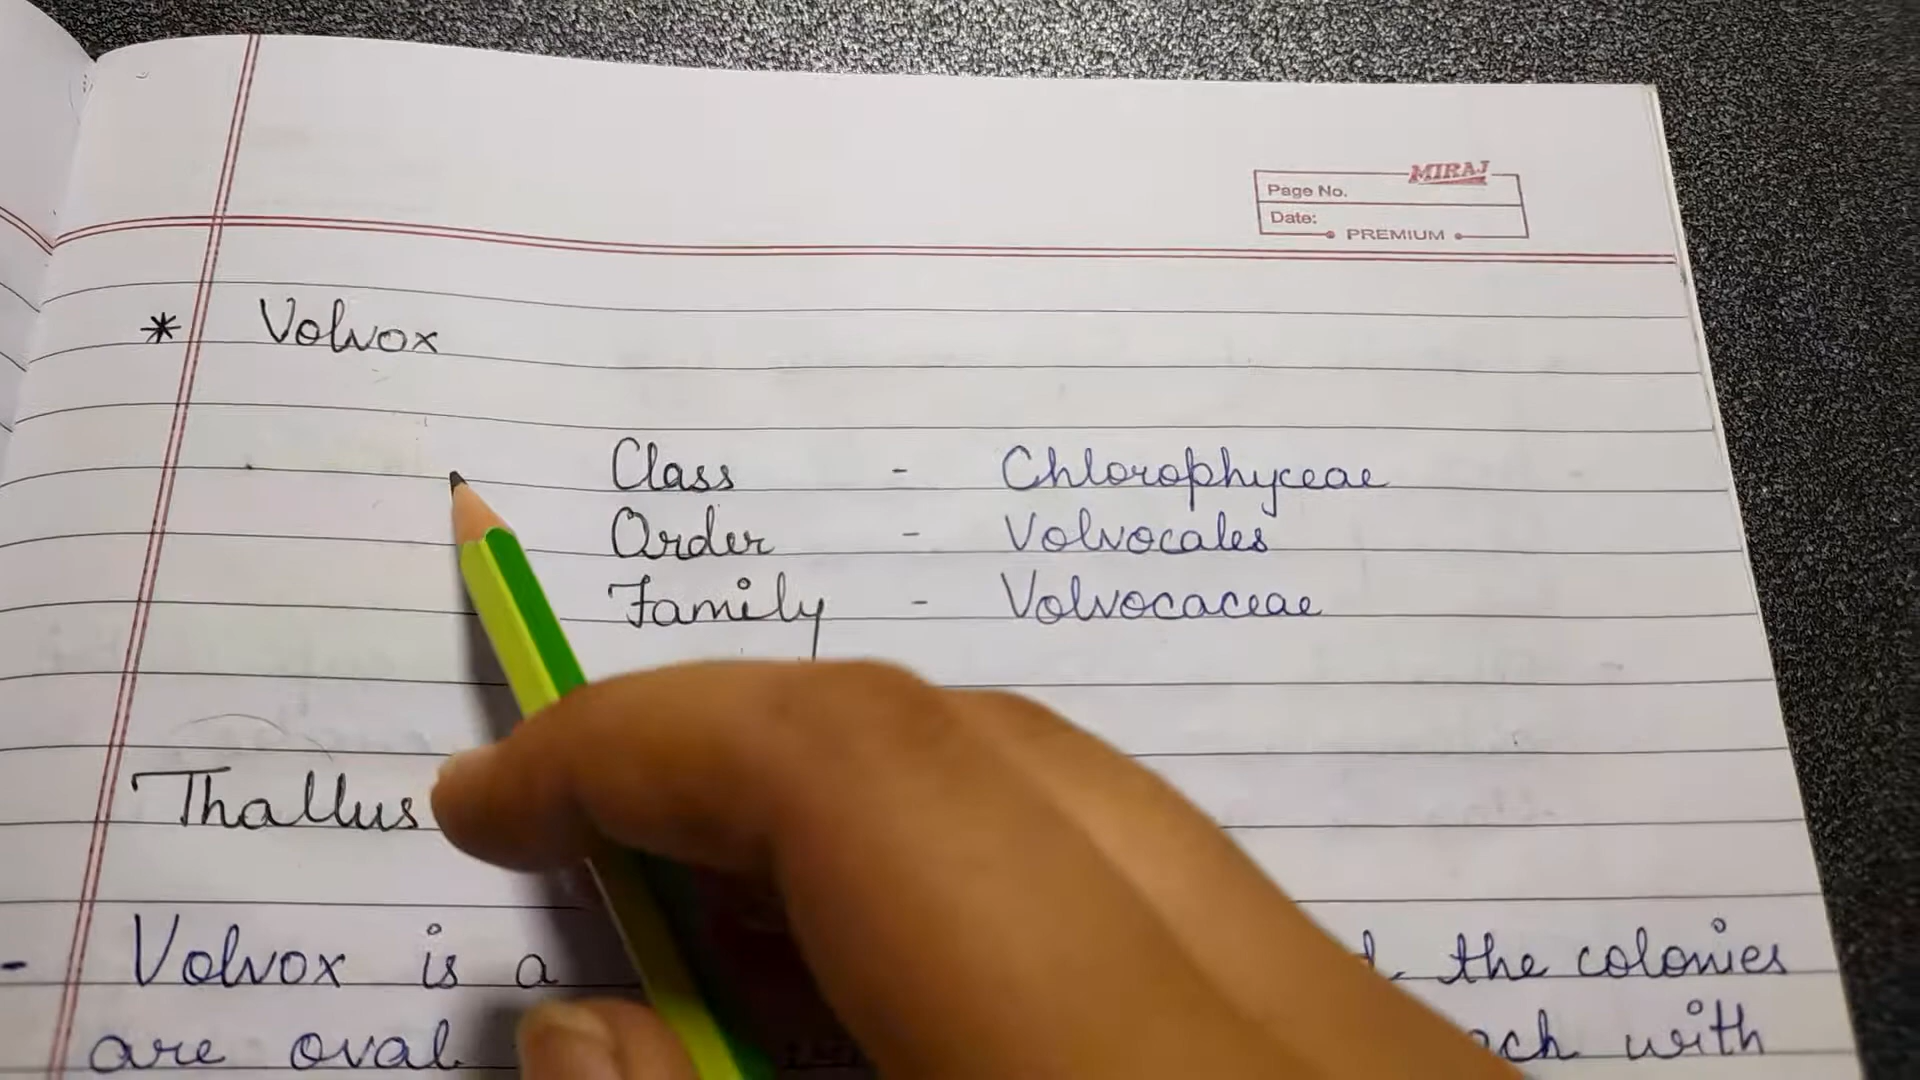 MIRAJ
Page No.
Date:
PREMIUM
* Volvox
Class - Chlorophyceae
Order - Volvocales
Family - Volvocaceae
Thallus
- Volvox is a the colonies
are oval with